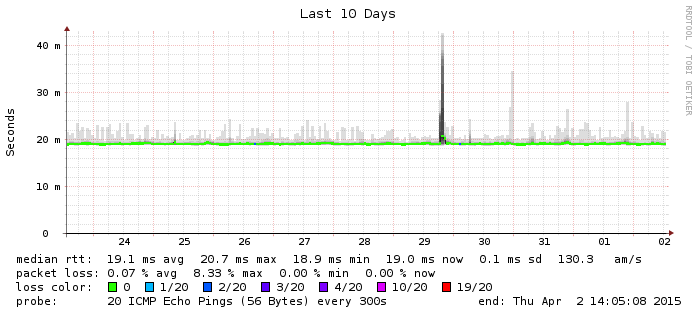 Last 10 Days
RRDTOOL / TOBI OETIKER
Seconds
40 m
30 m
20 m
10 m
0
24 25 26 27 28 29 30 31 01 02
median rtt: 19.1 ms avg 20.7 ms max 18.9 ms min 19.0 ms now 0.1 ms sd 130.3 am/s
packet loss: 0.07 % avg 8.33 % max 0.00 % min 0.00 % now
loss color: 0 1/20 2/20 3/20 4/20 10/20 19/20
probe: 20 ICMP Echo Pings (56 Bytes) every 300s end: Thu Apr 2 14:05:08 2015